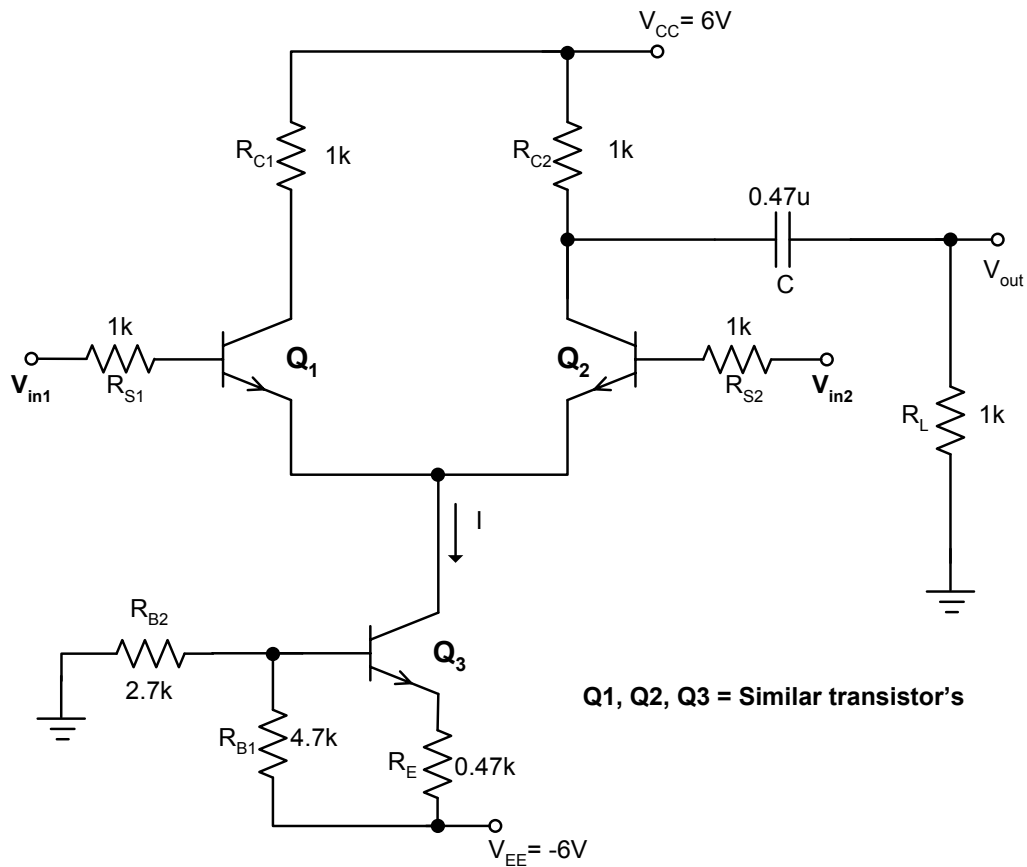 V_CC= 6V
R_C1 1k
R_C2 1k
0.47u
C
V_out
1k
V_in1
R_S1
Q_1
Q_2
1k
R_S2
V_in2
R_L 1k
I
R_B2
2.7k
Q_3
R_B1 4.7k
R_E 0.47k
V_EE= -6V
Q1, Q2, Q3 = Similar transistor's